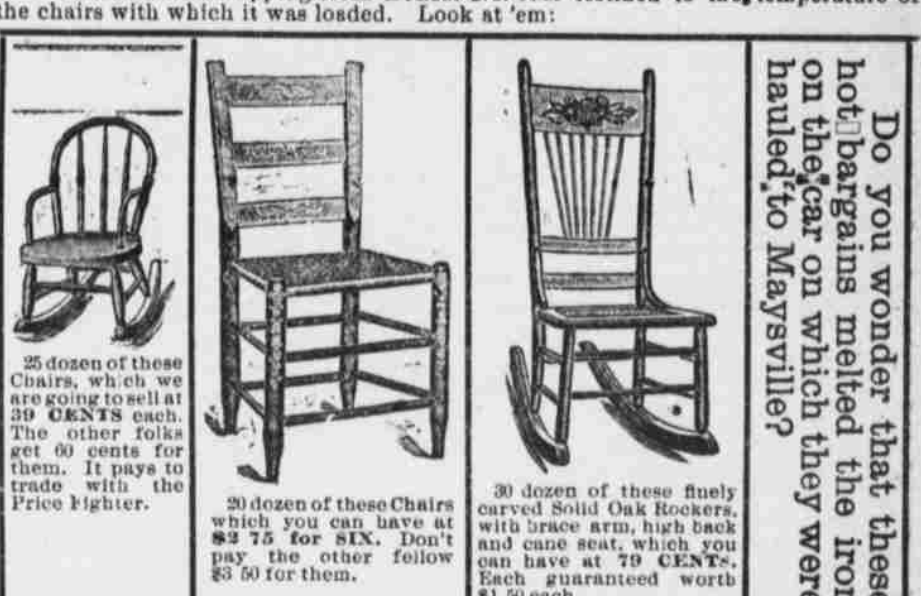 the chairs with which it was loaded. Look at 'em:
25 dozen of these
Chairs, which we
are going to sell at
39 CENTS each.
The other folks
get 60 cents for
them. It pays to
trade with the
Price Fighter.
20 dozen of these Chairs
which you can have at
$2 75 for SIX. Don't
pay the other fellow
$3 50 for them.
30 dozen of these finely
carved Solid Oak Rockers,
with brace arm, high back
and cane seat, which you
can have at 79 CENTS.
Each guaranteed worth
$1 50 each
Do you wonder that these
hot bargains melted the iron
on the car on which they were
hauled to Maysville?